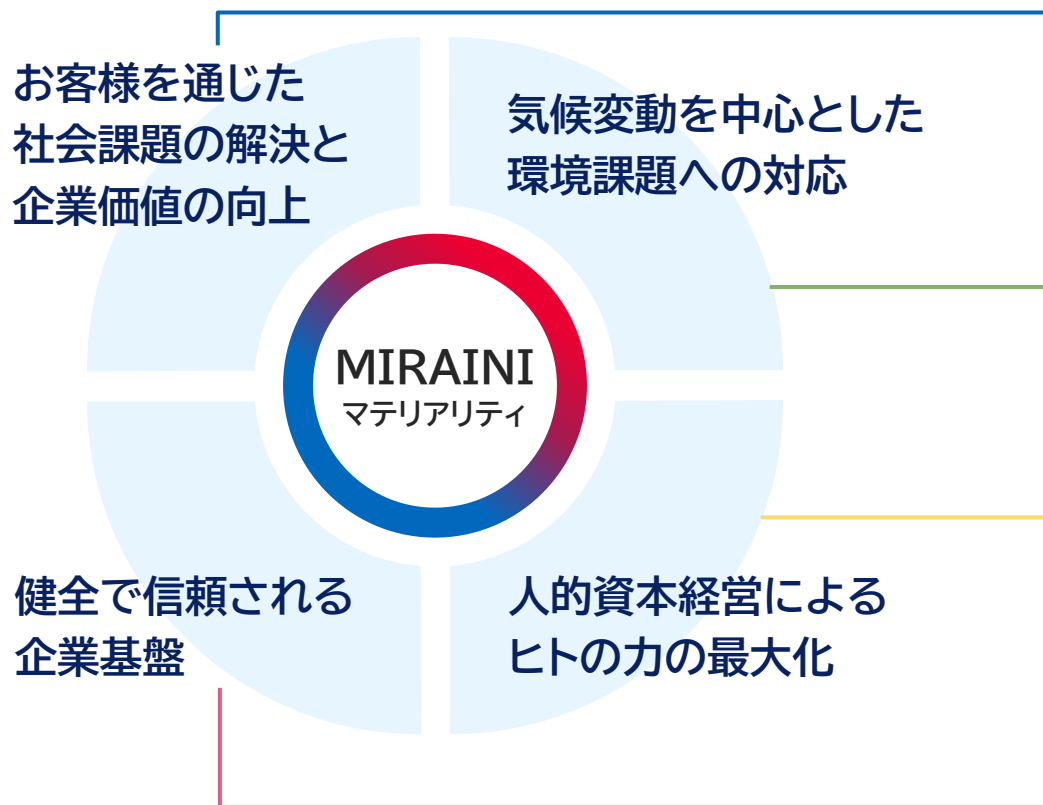 お客様を通じた
社会課題の解決と
企業価値の向上
気候変動を中心とした
環境課題への対応
MIRAINI
マテリアリティ
健全で信頼される
企業基盤
人的資本経営による
ヒトの力の最大化